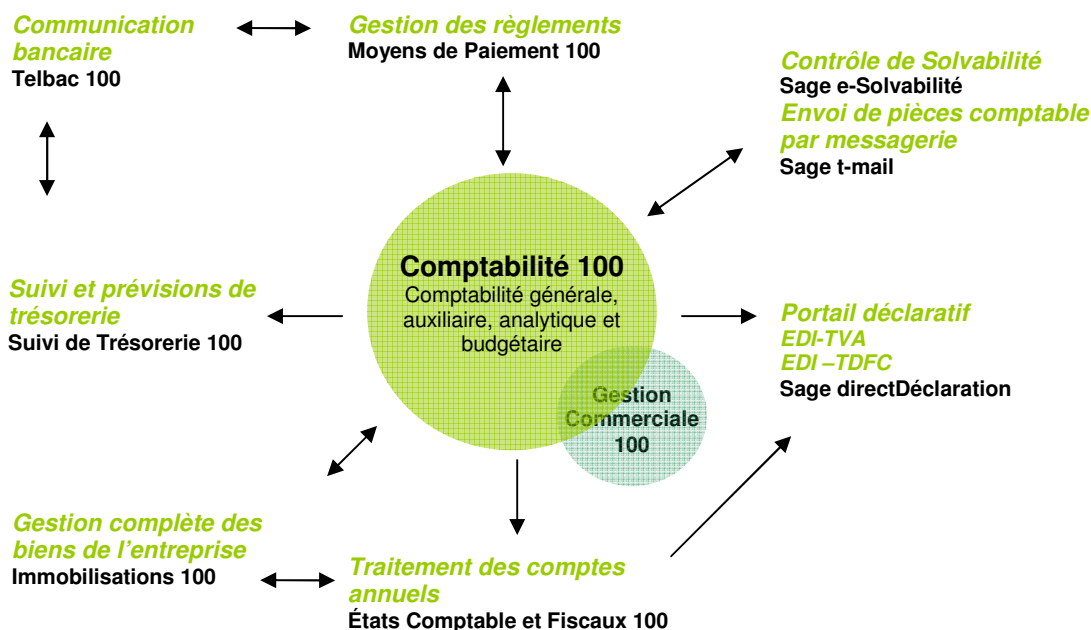 Communication
bancaire
Telbac 100
Gestion des règlements
Moyens de Paiement 100
Contrôle de Solvabilité
Sage e-Solvabilité
Envoi de pièces comptable
par messagerie
Sage t-mail
Comptabilité 100
Comptabilité générale,
auxiliaire, analytique et
budgétaire
Gestion
Commerciale
100
Suivi et prévisions de
trésorerie
Suivi de Trésorerie 100
Portail déclaratif
EDI-TVA
EDI –TDFC
Sage directDéclaration
Gestion complète des
biens de l’entreprise
Immobilisations 100
Traitement des comptes
annuels
États Comptable et Fiscaux 100